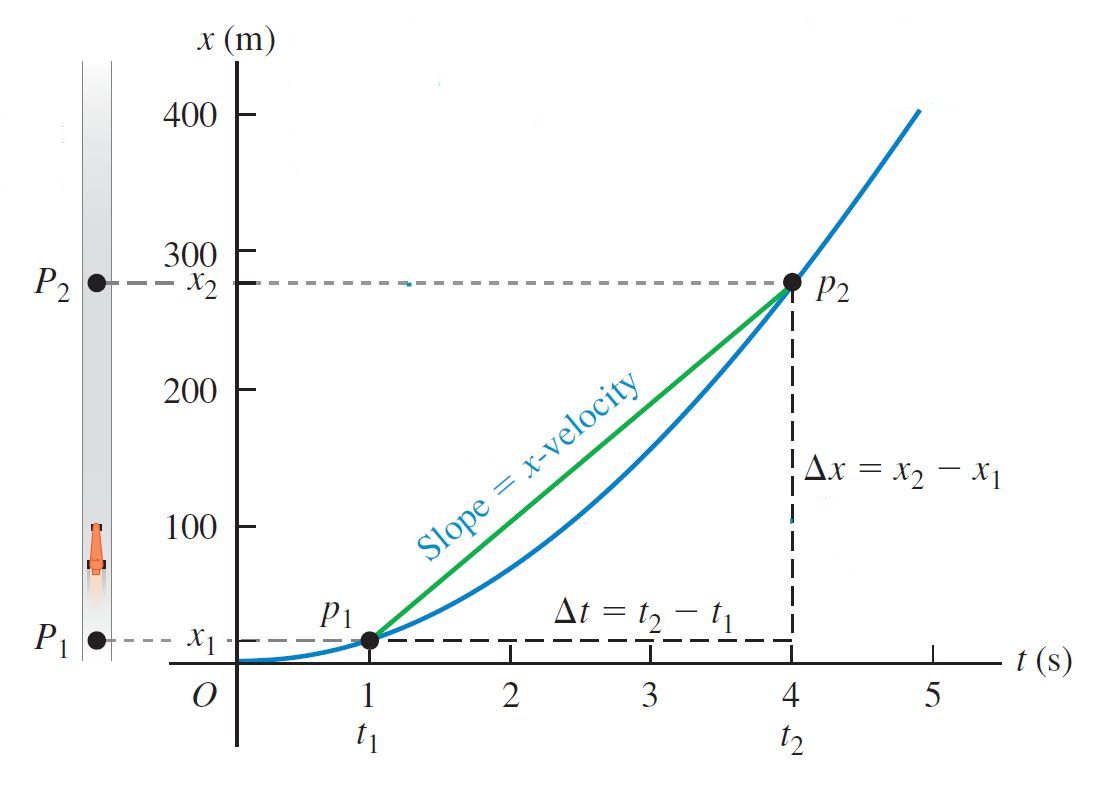 x (m)
400
300
P₂
x₂
p₂
200
Slope = x-velocity
Δx = x₂ − x₁
100
p₁
Δt = t₂ − t₁
P₁
x₁
t (s)
O
1
2
3
4
5
t₁
t₂